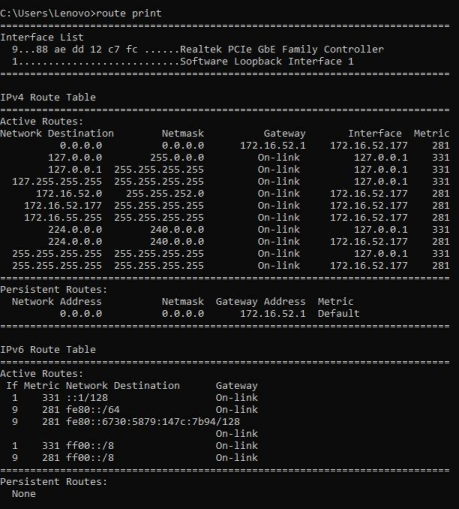 C:\Users\Lenovo>route print
===========================================================================
Interface List
  9...88 ae dd 12 c7 fc ......Realtek PCIe GbE Family Controller
  1...........................Software Loopback Interface 1
===========================================================================
IPv4 Route Table
===========================================================================
Active Routes:
Network Destination        Netmask          Gateway       Interface  Metric
          0.0.0.0          0.0.0.0      172.16.52.1    172.16.52.177    281
        127.0.0.0        255.0.0.0         On-link         127.0.0.1    331
        127.0.0.1  255.255.255.255         On-link         127.0.0.1    331
  127.255.255.255  255.255.255.255         On-link         127.0.0.1    331
      172.16.52.0    255.255.252.0         On-link     172.16.52.177    281
    172.16.52.177  255.255.255.255         On-link     172.16.52.177    281
    172.16.55.255  255.255.255.255         On-link     172.16.52.177    281
        224.0.0.0        240.0.0.0         On-link         127.0.0.1    331
        224.0.0.0        240.0.0.0         On-link     172.16.52.177    281
  255.255.255.255  255.255.255.255         On-link         127.0.0.1    331
  255.255.255.255  255.255.255.255         On-link     172.16.52.177    281
===========================================================================
Persistent Routes:
  Network Address          Netmask  Gateway Address  Metric
          0.0.0.0          0.0.0.0      172.16.52.1  Default
===========================================================================
IPv6 Route Table
===========================================================================
Active Routes:
 If Metric Network Destination      Gateway
  1    331 ::1/128                  On-link
  9    281 fe80::/64                On-link
  9    281 fe80::6730:5879:147c:7b94/128
                                    On-link
  1    331 ff00::/8                 On-link
  9    281 ff00::/8                 On-link
===========================================================================
Persistent Routes:
  None